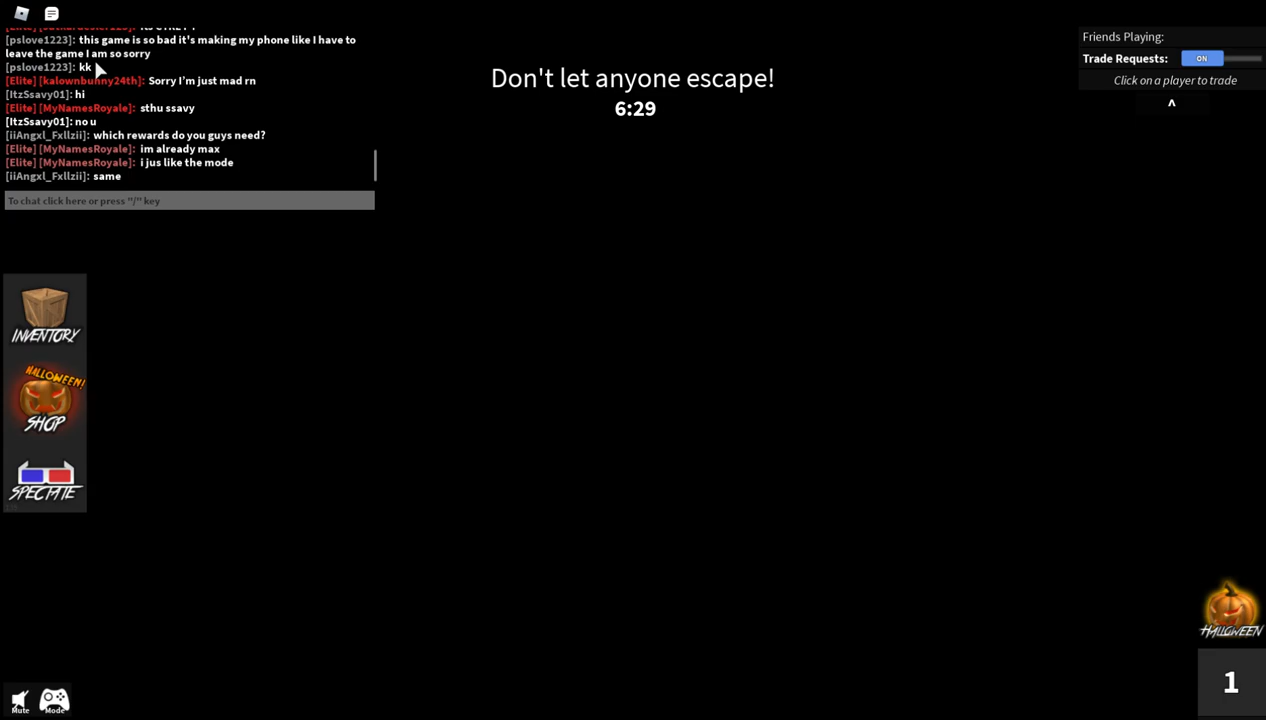 [pslove1223]: this game is so bad it's making my phone like I have to
leave the game I am so sorry
[pslove1223]: kk
[Elite] [kalownbunny24th]: Sorry I'm just mad rn
[ItzSsavy01]: hi
[Elite] [MyNamesRoyale]: sthu ssavy
[ItzSsavy01]: no u
[iiAngxl_Fxllzii]: which rewards do you guys need?
[Elite] [MyNamesRoyale]: im already max
[Elite] [MyNamesRoyale]: i jus like the mode
[iiAngxl_Fxllzii]: same
To chat click here or press "/" key
Don't let anyone escape!
6:29
Friends Playing:
Trade Requests: ON
Click on a player to trade
^
INVENTORY
HALLOWEEN!
SHOP
SPECTATE
HALLOWEEN
1
Mute
Mode